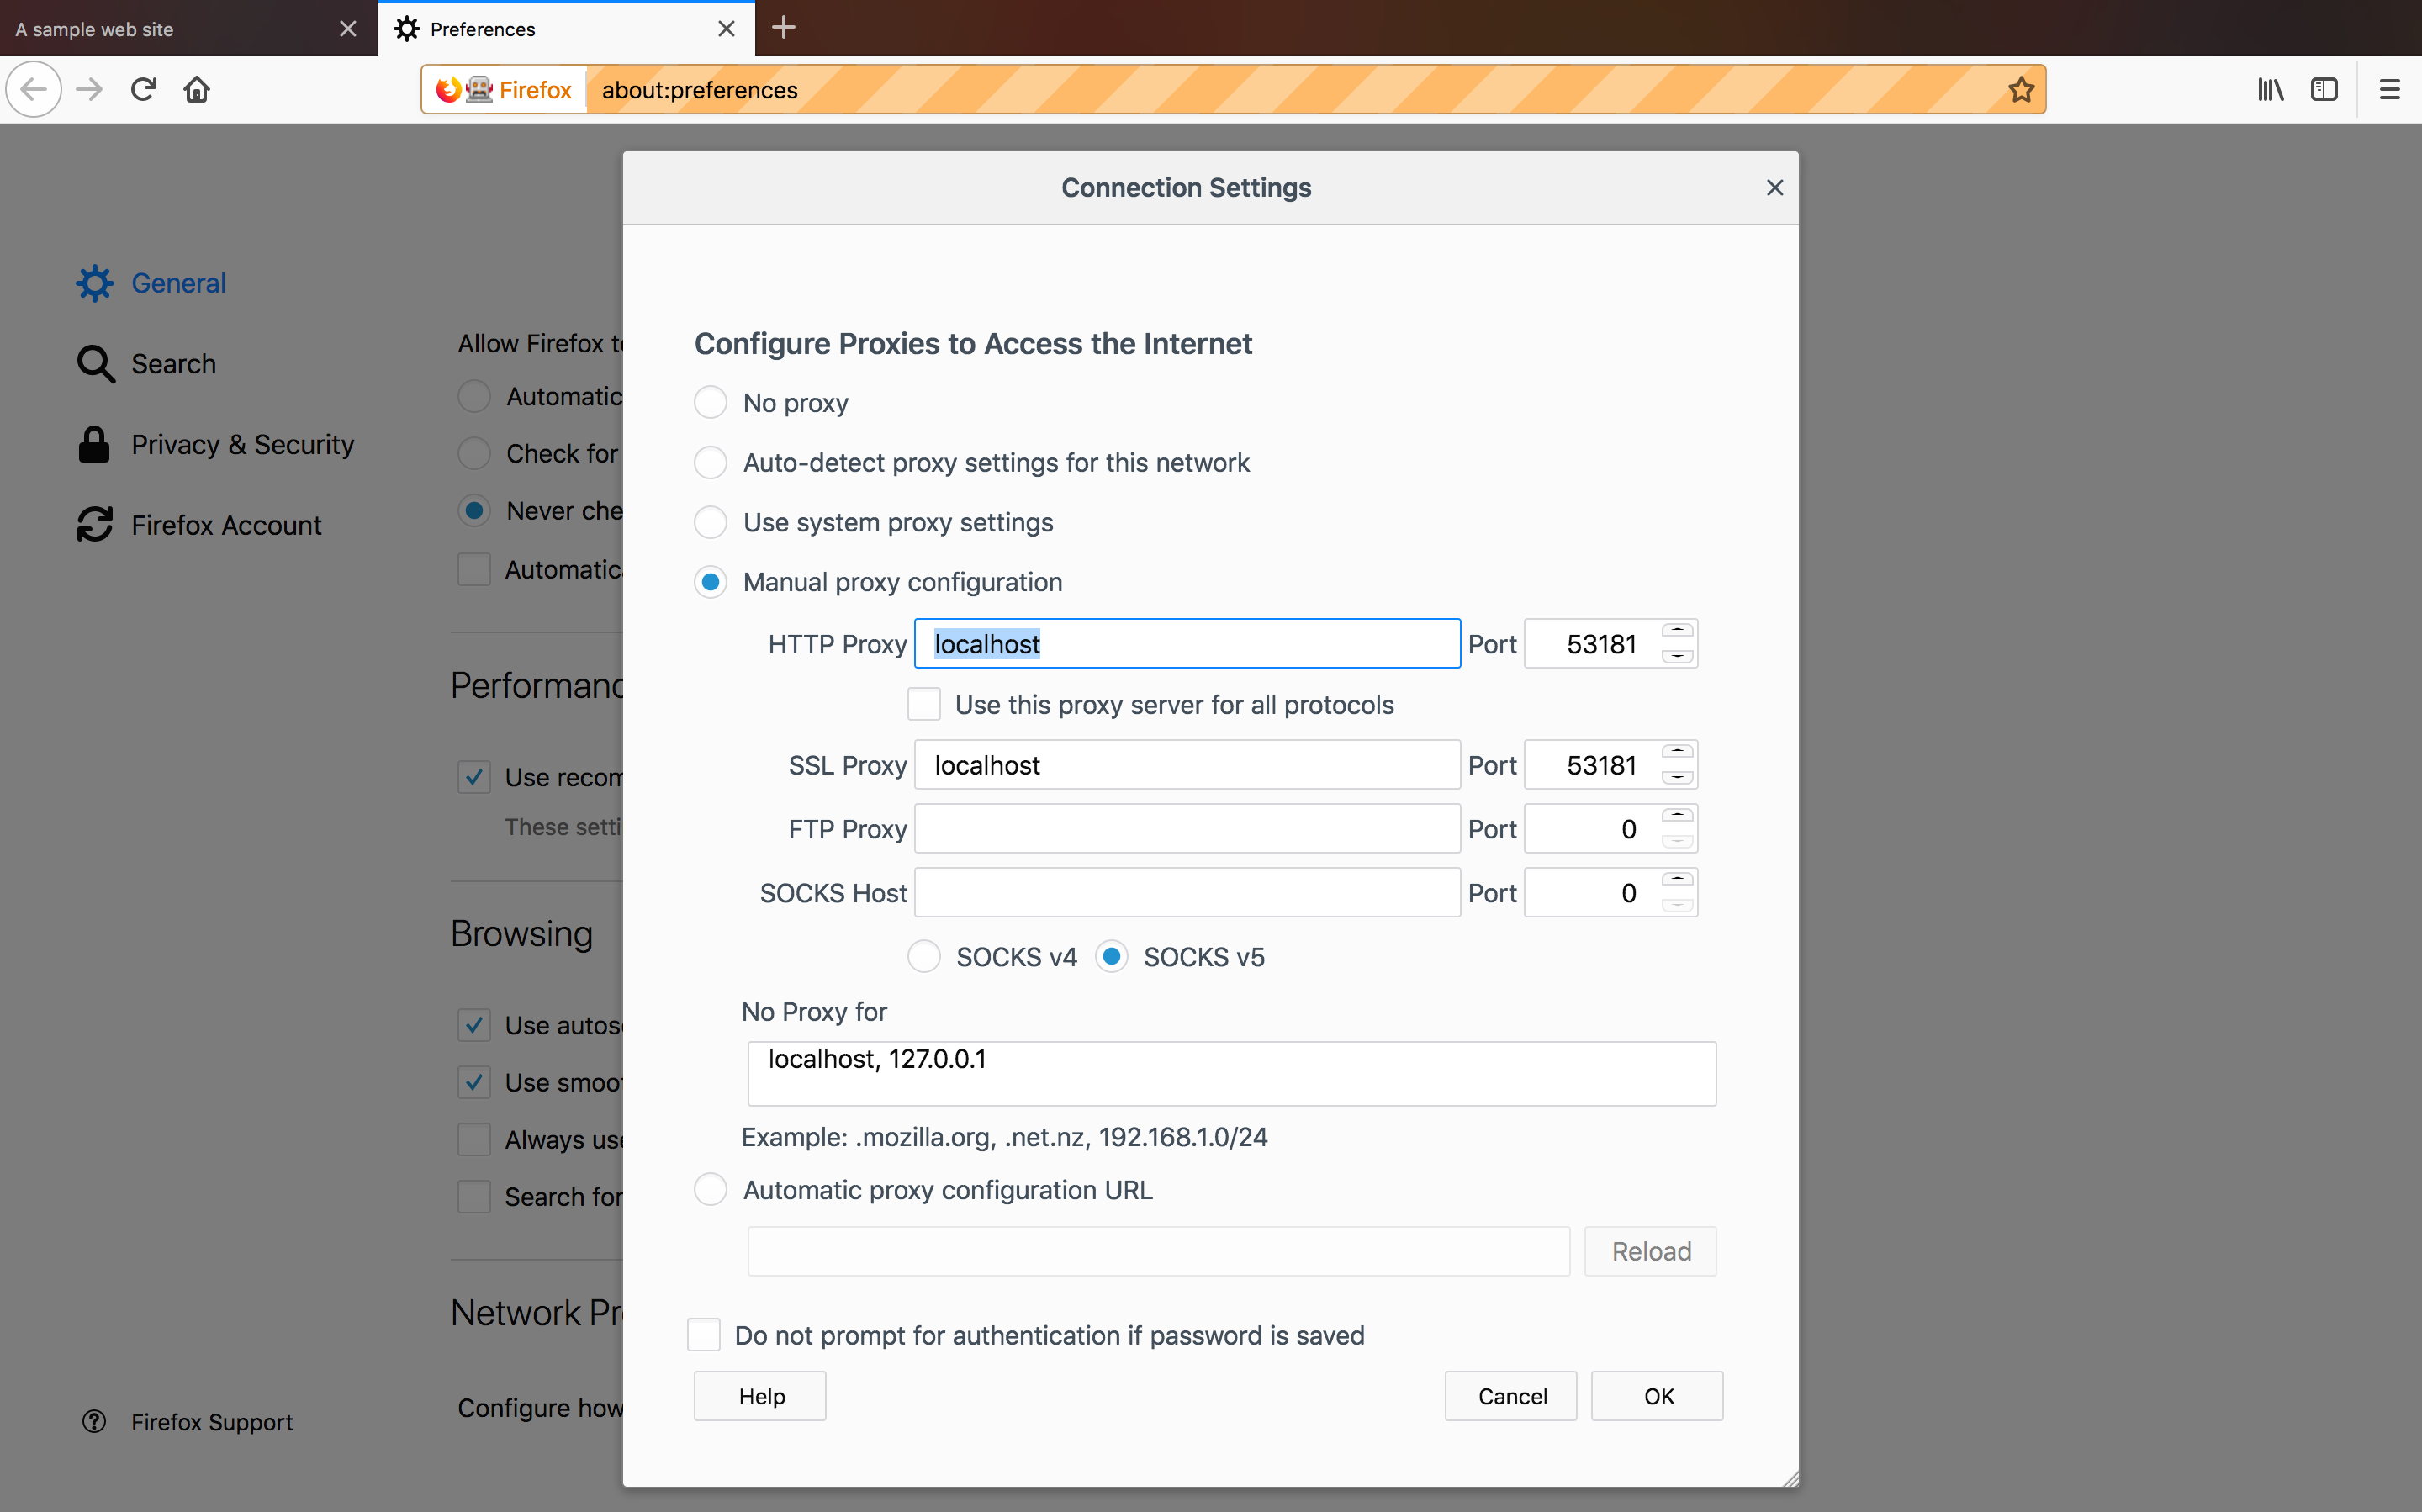 A sample web site
Preferences
Firefox
about:preferences
Connection Settings
General
Search
Privacy & Security
Firefox Account
Firefox Support
Allow Firefox t
Automatic
Check for
Never che
Automatic
Performanc
Use recom
These setti
Browsing
Use autos
Use smoo
Always use
Search for
Network Pr
Configure how
Configure Proxies to Access the Internet
No proxy
Auto-detect proxy settings for this network
Use system proxy settings
Manual proxy configuration
HTTP Proxy localhost Port 53181
Use this proxy server for all protocols
SSL Proxy localhost Port 53181
FTP Proxy Port 0
SOCKS Host Port 0
SOCKS v4 SOCKS v5
No Proxy for
localhost, 127.0.0.1
Example: .mozilla.org, .net.nz, 192.168.1.0/24
Automatic proxy configuration URL
Reload
Do not prompt for authentication if password is saved
Help Cancel OK